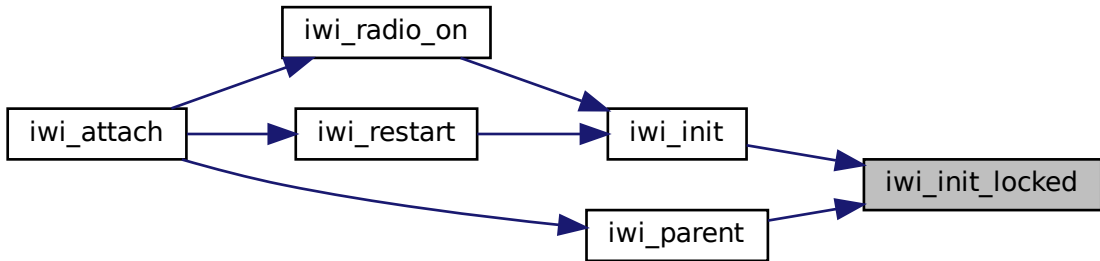 iwi_radio_on
iwi_attach
iwi_restart
iwi_init
iwi_init_locked
iwi_parent